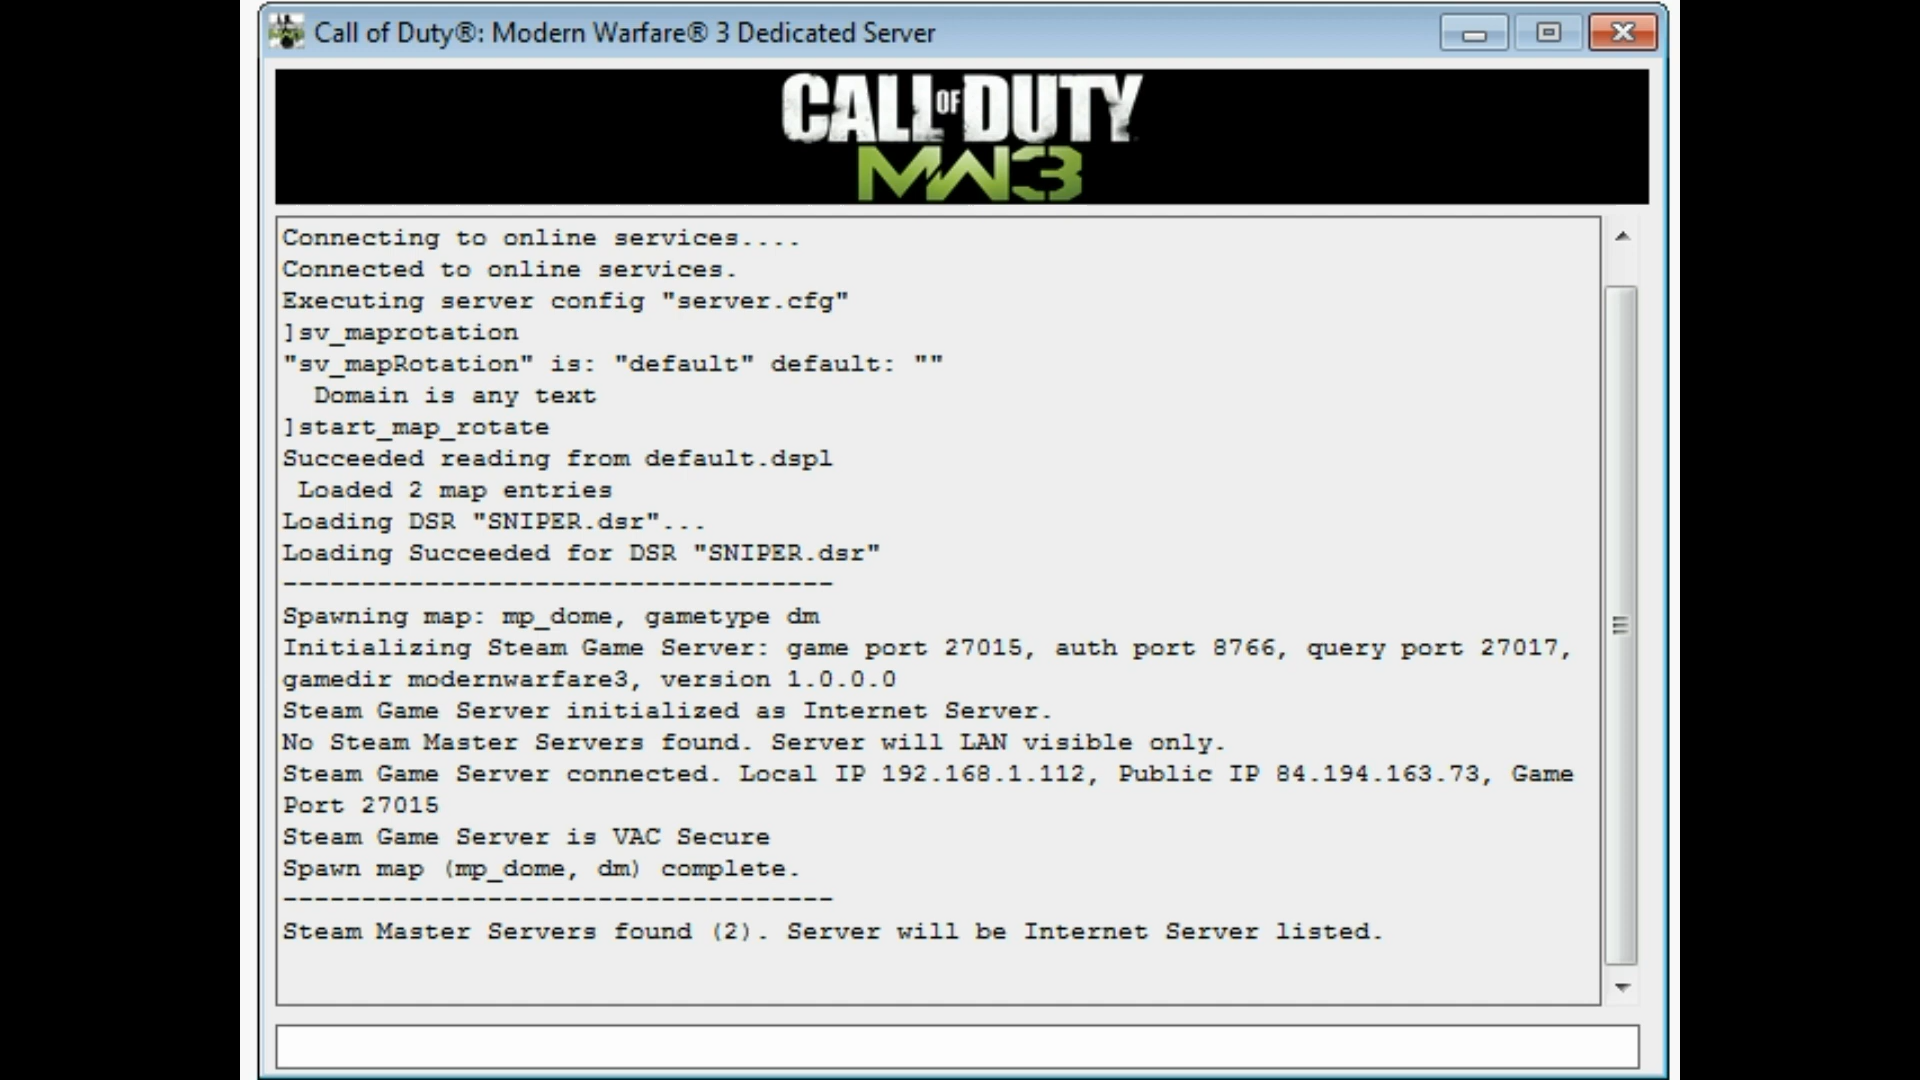 Call of Duty®: Modern Warfare® 3 Dedicated Server
CALL OF DUTY
MW3
Connecting to online services....
Connected to online services.
Executing server config "server.cfg"
]sv_maprotation
"sv_mapRotation" is: "default" default: ""
Domain is any text
]start_map_rotate
Succeeded reading from default.dspl
Loaded 2 map entries
Loading DSR "SNIPER.dsr"...
Loading Succeeded for DSR "SNIPER.dsr"
-----------------------------------
Spawning map: mp_dome, gametype dm
Initializing Steam Game Server: game port 27015, auth port 8766, query port 27017,
gamedir modernwarfare3, version 1.0.0.0
Steam Game Server initialized as Internet Server.
No Steam Master Servers found. Server will LAN visible only.
Steam Game Server connected. Local IP 192.168.1.112, Public IP 84.194.163.73, Game
Port 27015
Steam Game Server is VAC Secure
Spawn map (mp_dome, dm) complete.
-----------------------------------
Steam Master Servers found (2). Server will be Internet Server listed.